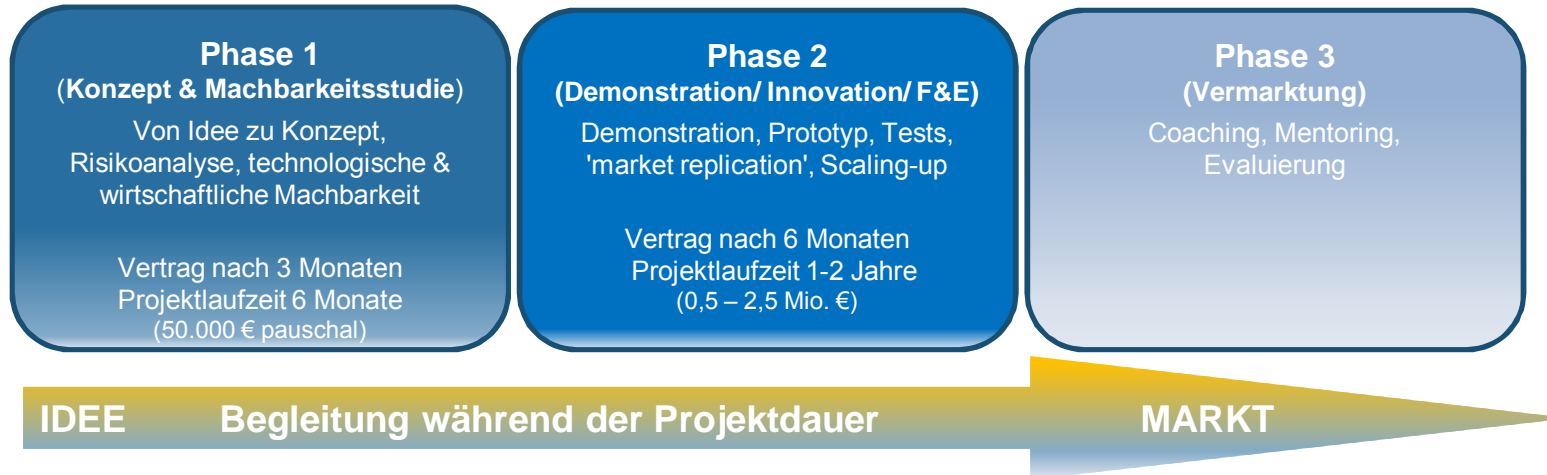 Phase 1
(Konzept & Machbarkeitsstudie)
Von Idee zu Konzept,
Risikoanalyse, technologische &
wirtschaftliche Machbarkeit
Vertrag nach 3 Monaten
Projektlaufzeit 6 Monate
(50.000 € pauschal)
Phase 2
(Demonstration/ Innovation/ F&E)
Demonstration, Prototyp, Tests,
'market replication', Scaling-up
Vertrag nach 6 Monaten
Projektlaufzeit 1-2 Jahre
(0,5 – 2,5 Mio. €)
Phase 3
(Vermarktung)
Coaching, Mentoring,
Evaluierung
IDEE Begleitung während der Projektdauer MARKT